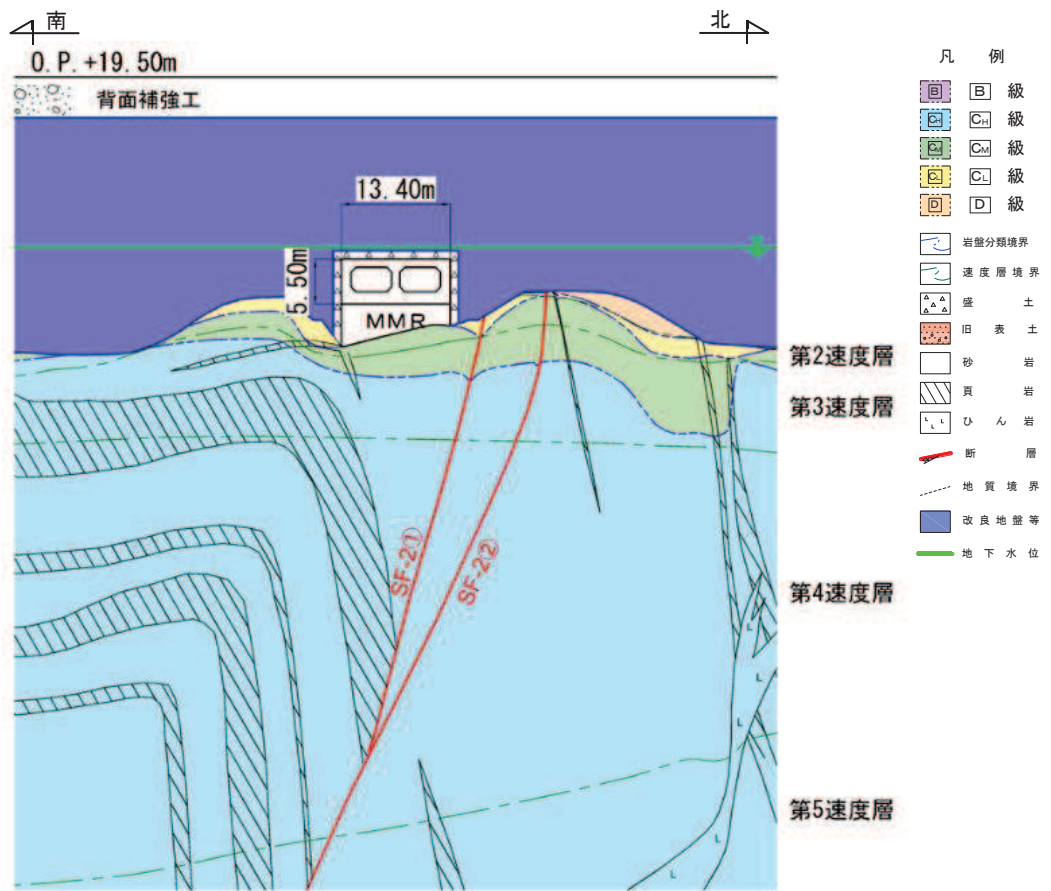 南
北
O.P.+19.50m
背面補強工
13.40m
5.50m
MMR
SF-2①
SF-2②
L
L
L
L
L
第2速度層
第3速度層
第4速度層
第5速度層
凡 例
B B 級
CH CH 級
CM CM 級
CL CL 級
D D 級
岩盤分類境界
速度層境界
盛 土
旧 表 土
砂 岩
頁 岩
L L L ひ ん 岩
断 層
地 質 境 界
改 良 地 盤 等
地 下 水 位